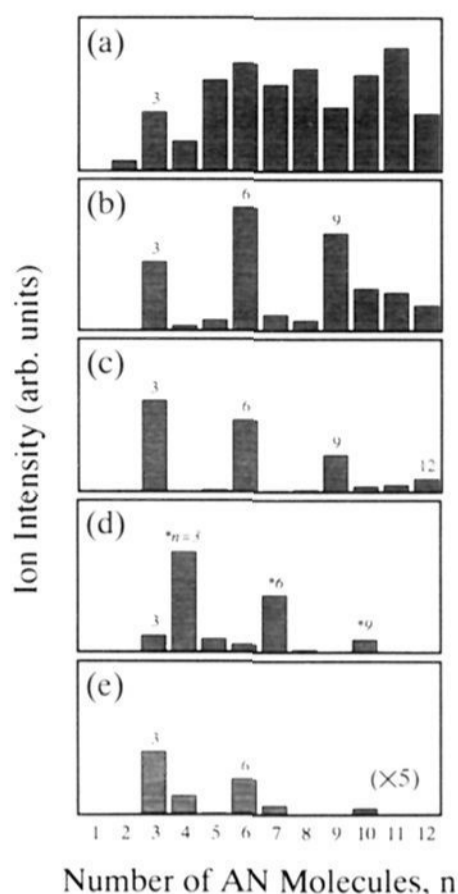 (a)
3
(b)
3
6
9
(c)
3
6
9
12
(d)
3
*n=3
*6
*9
(e)
3
6
(×5)
1 2 3 4 5 6 7 8 9 10 11 12
Number of AN Molecules, n
Ion Intensity (arb. units)